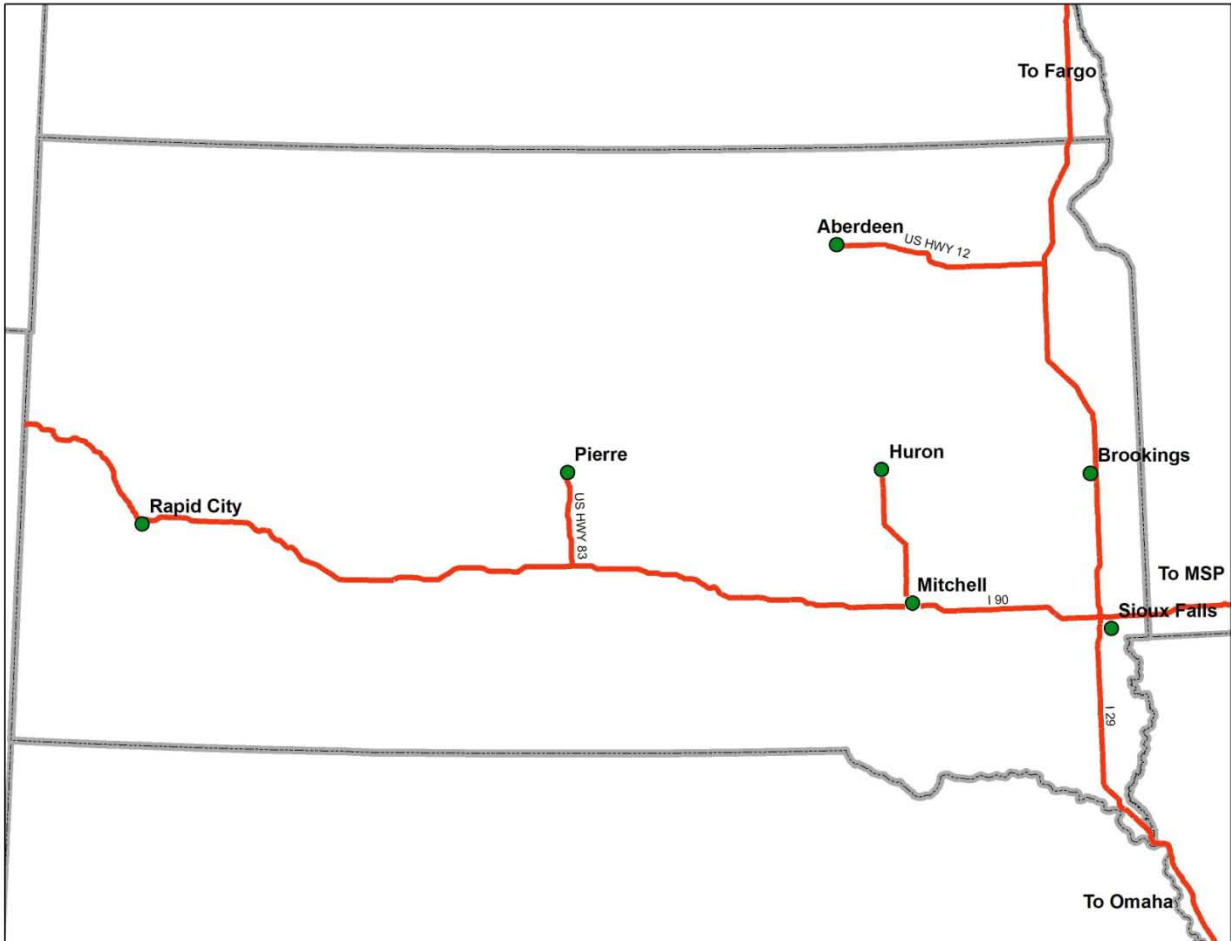 To Fargo
Aberdeen
US HWY 12
Pierre
Huron
Brookings
Rapid City
US HWY 83
To MSP
Mitchell
I 90
Sioux Falls
I 29
To Omaha